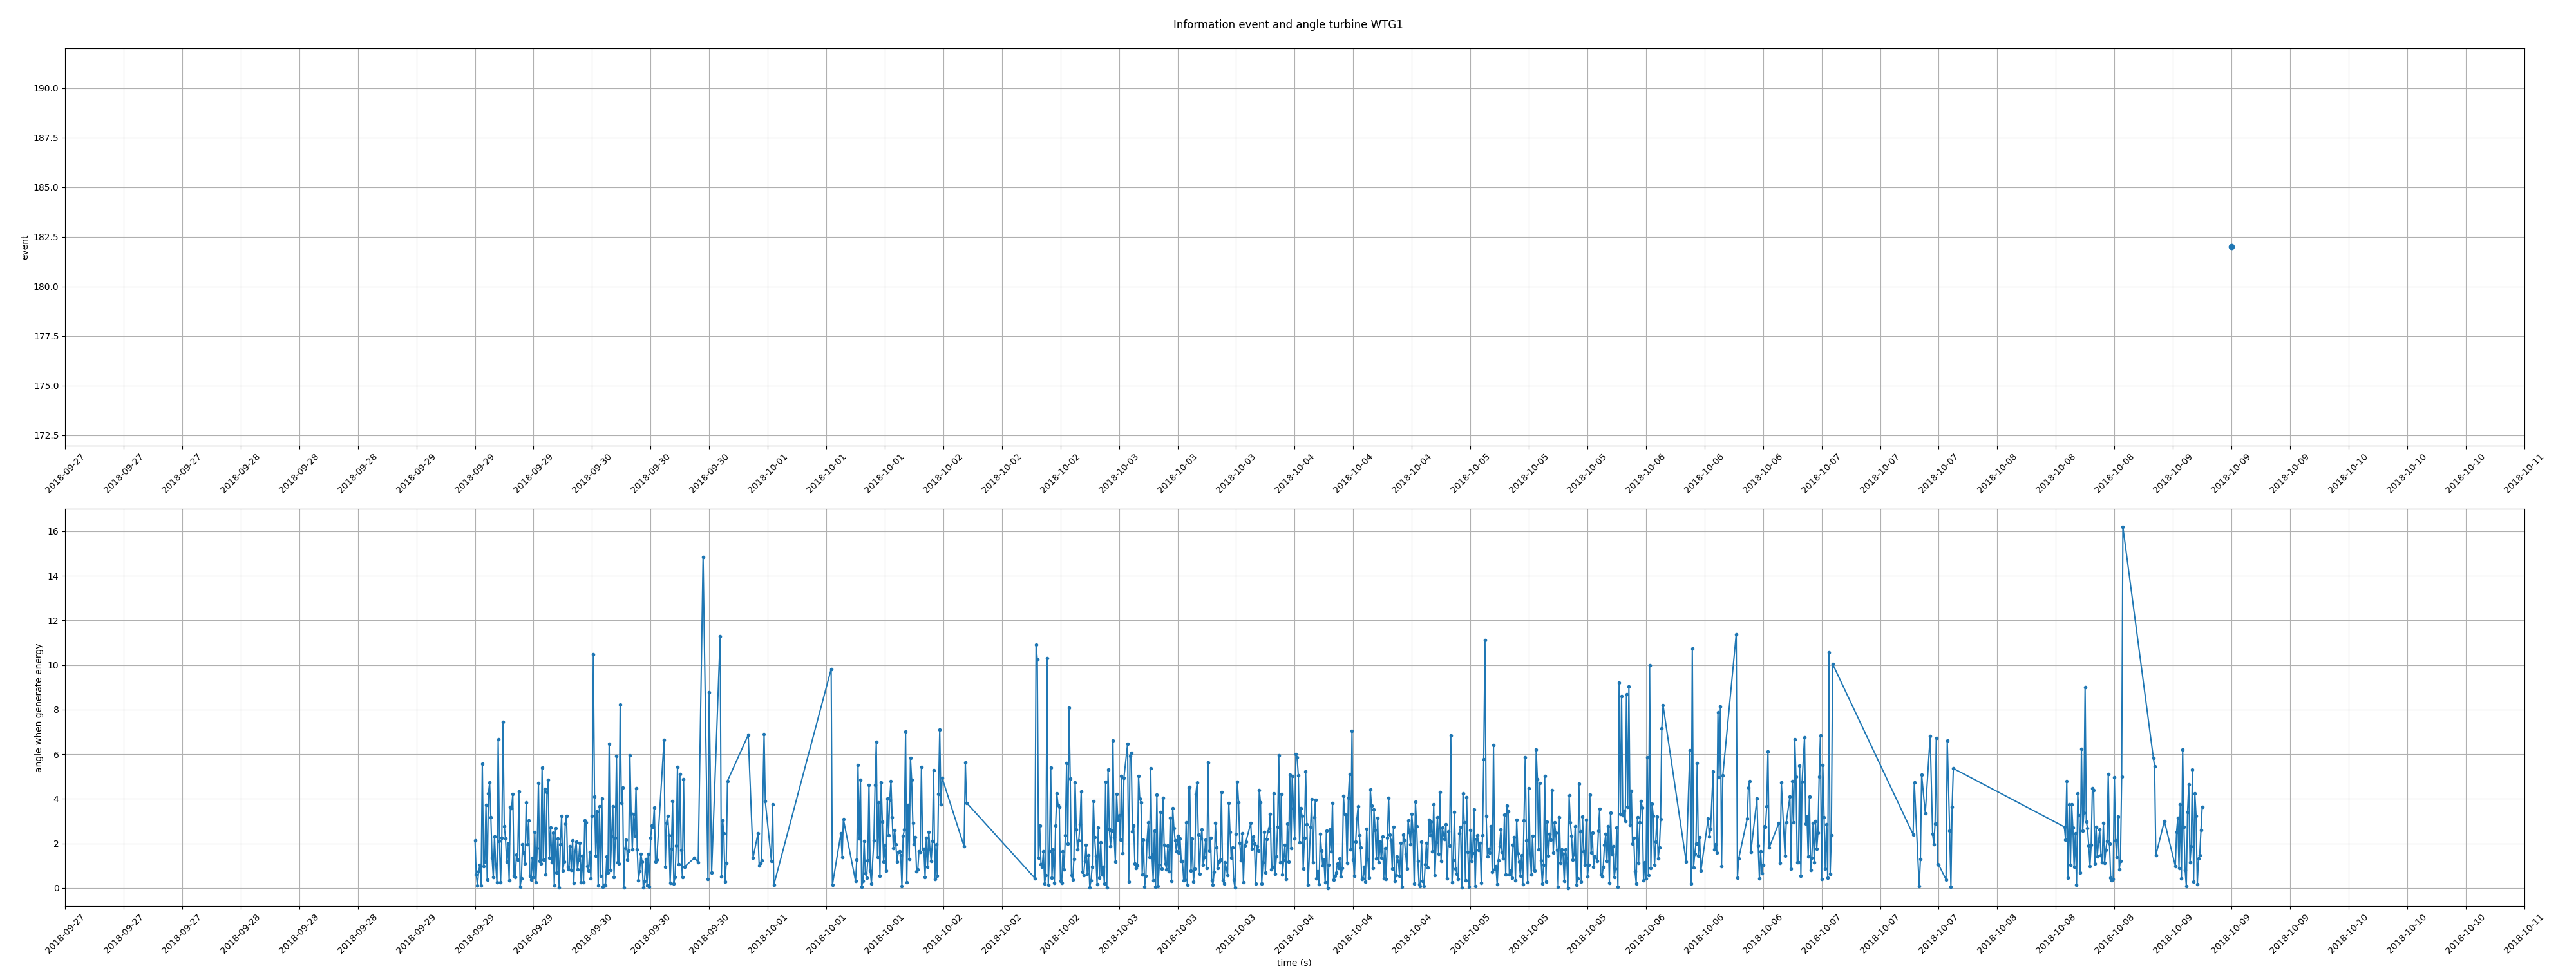 Information event and angle turbine WTG1
event
190.0
187.5
185.0
182.5
180.0
177.5
175.0
172.5
2018-09-27 2018-09-27 2018-09-27 2018-09-28 2018-09-28 2018-09-28 2018-09-29 2018-09-29 2018-09-29 2018-09-30 2018-09-30 2018-09-30 2018-10-01 2018-10-01 2018-10-01 2018-10-02 2018-10-02 2018-10-02 2018-10-03 2018-10-03 2018-10-03 2018-10-04 2018-10-04 2018-10-04 2018-10-05 2018-10-05 2018-10-05 2018-10-06 2018-10-06 2018-10-06 2018-10-07 2018-10-07 2018-10-07 2018-10-08 2018-10-08 2018-10-08 2018-10-09 2018-10-09 2018-10-09 2018-10-10 2018-10-10 2018-10-10 2018-10-11
angle when generate energy
16
14
12
10
8
6
4
2
0
2018-09-27 2018-09-27 2018-09-27 2018-09-28 2018-09-28 2018-09-28 2018-09-29 2018-09-29 2018-09-29 2018-09-30 2018-09-30 2018-09-30 2018-10-01 2018-10-01 2018-10-01 2018-10-02 2018-10-02 2018-10-02 2018-10-03 2018-10-03 2018-10-03 2018-10-04 2018-10-04 2018-10-04 2018-10-05 2018-10-05 2018-10-05 2018-10-06 2018-10-06 2018-10-06 2018-10-07 2018-10-07 2018-10-07 2018-10-08 2018-10-08 2018-10-08 2018-10-09 2018-10-09 2018-10-09 2018-10-10 2018-10-10 2018-10-10 2018-10-11
time (s)